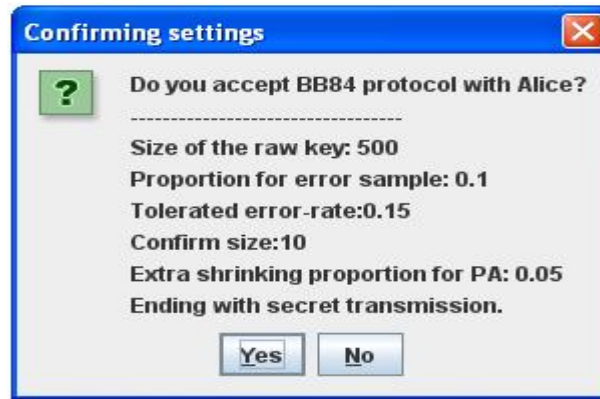 Confirming settings
?
Do you accept BB84 protocol with Alice?
----------------------------------
Size of the raw key: 500
Proportion for error sample: 0.1
Tolerated error-rate:0.15
Confirm size:10
Extra shrinking proportion for PA: 0.05
Ending with secret transmission.
Yes No